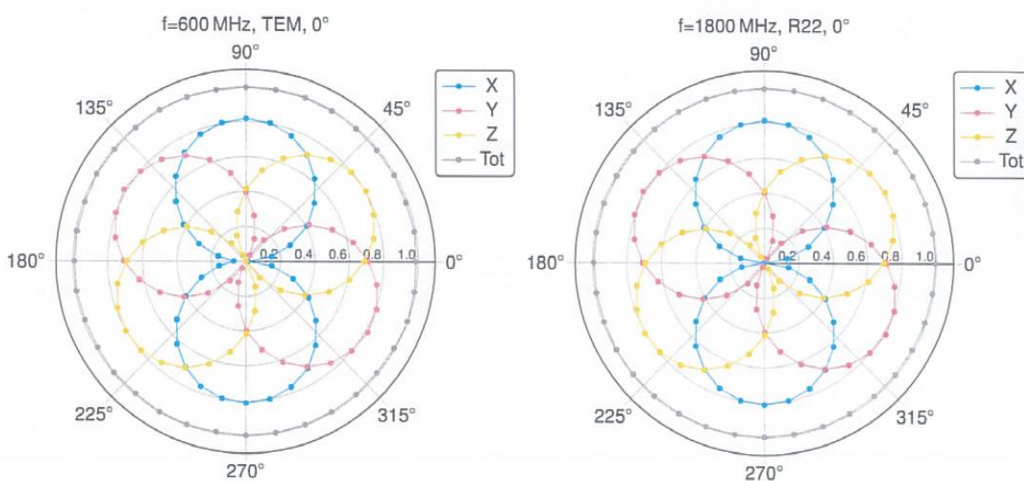 f=600 MHz, TEM, 0°
90°
135°
45°
X
Y
Z
Tot
180°
0.2 0.4 0.6 0.8 1.0
0°
225°
315°
270°
f=1800 MHz, R22, 0°
90°
135°
45°
X
Y
Z
Tot
180°
0.2 0.4 0.6 0.8 1.0
0°
225°
315°
270°